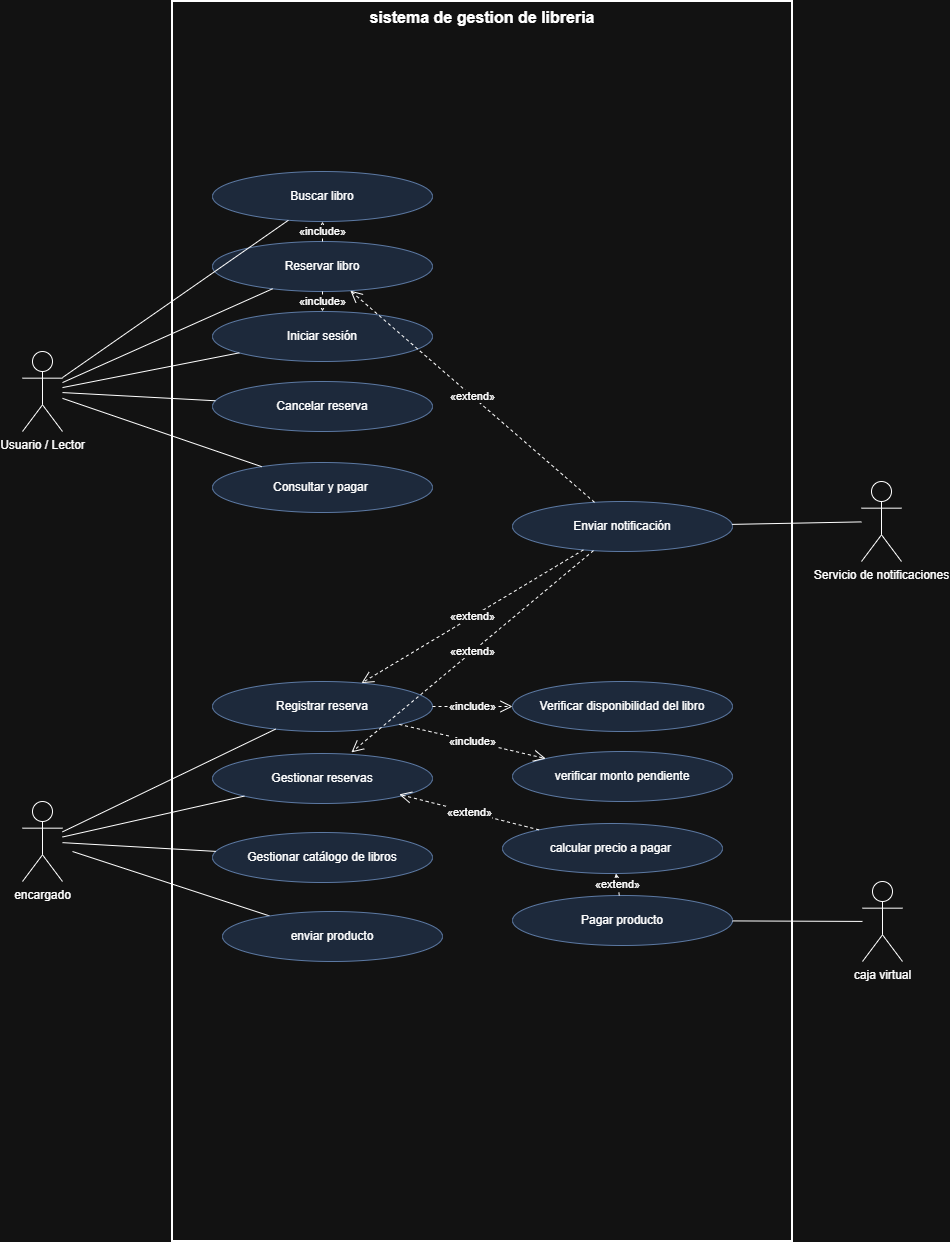 sistema de gestion de libreria
Buscar libro
«include»
Reservar libro
«include»
Iniciar sesión
Cancelar reserva
«extend»
Usuario / Lector
Consultar y pagar
Enviar notificación
Servicio de notificaciones
«extend»
«extend»
Registrar reserva
«include»
Verificar disponibilidad del libro
«include»
Gestionar reservas
verificar monto pendiente
«extend»
calcular precio a pagar
Gestionar catálogo de libros
«extend»
encargado
Pagar producto
enviar producto
caja virtual